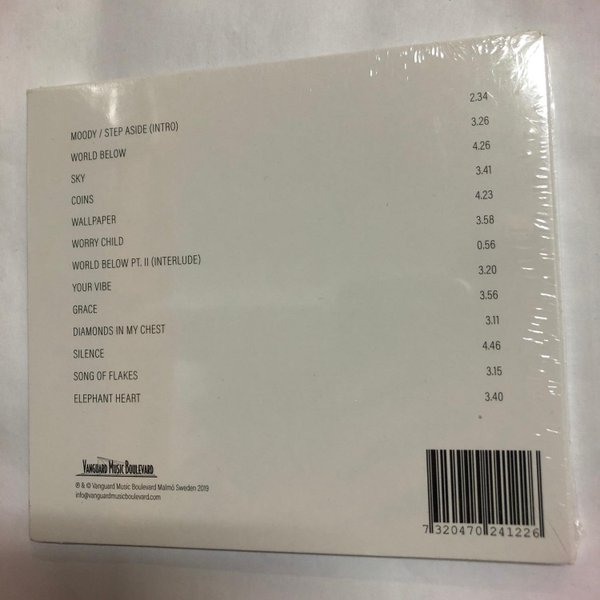 MOODY / STEP ASIDE (INTRO) 2.34
WORLD BELOW 3.26
SKY 4.26
COINS 3.41
WALLPAPER 4.23
WORRY CHILD 3.58
WORLD BELOW PT. II (INTERLUDE) 0.56
YOUR VIBE 3.20
GRACE 3.56
DIAMONDS IN MY CHEST 3.11
SILENCE 4.46
SONG OF FLAKES 3.15
ELEPHANT HEART 3.40
VANGUARD MUSIC BOULEVARD
℗ & © Vanguard Music Boulevard Malmö Sweden 2019
info@vanguardmusicboulevard.com
7 320470 241226